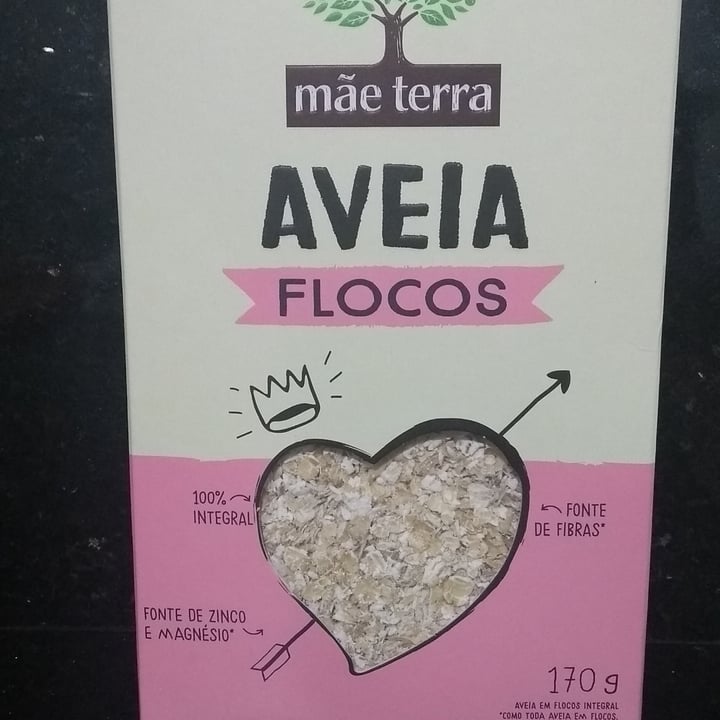 mãe terra
AVEIA
FLOCOS
100%
INTEGRAL
FONTE
DE FIBRAS*
FONTE DE ZINCO
E MAGNÉSIO*
170 g
AVEIA EM FLOCOS INTEGRAL
*COMO TODA AVEIA EM FLOCOS.